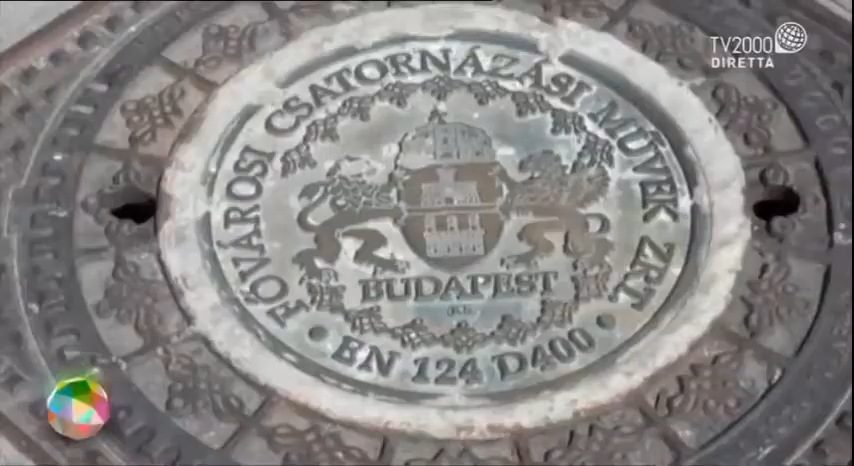 TV2000
DIRETTA
FŐVÁROSI CSATORNÁZÁSI MŰVEK ZRT.
BUDAPEST
EN 124 D400